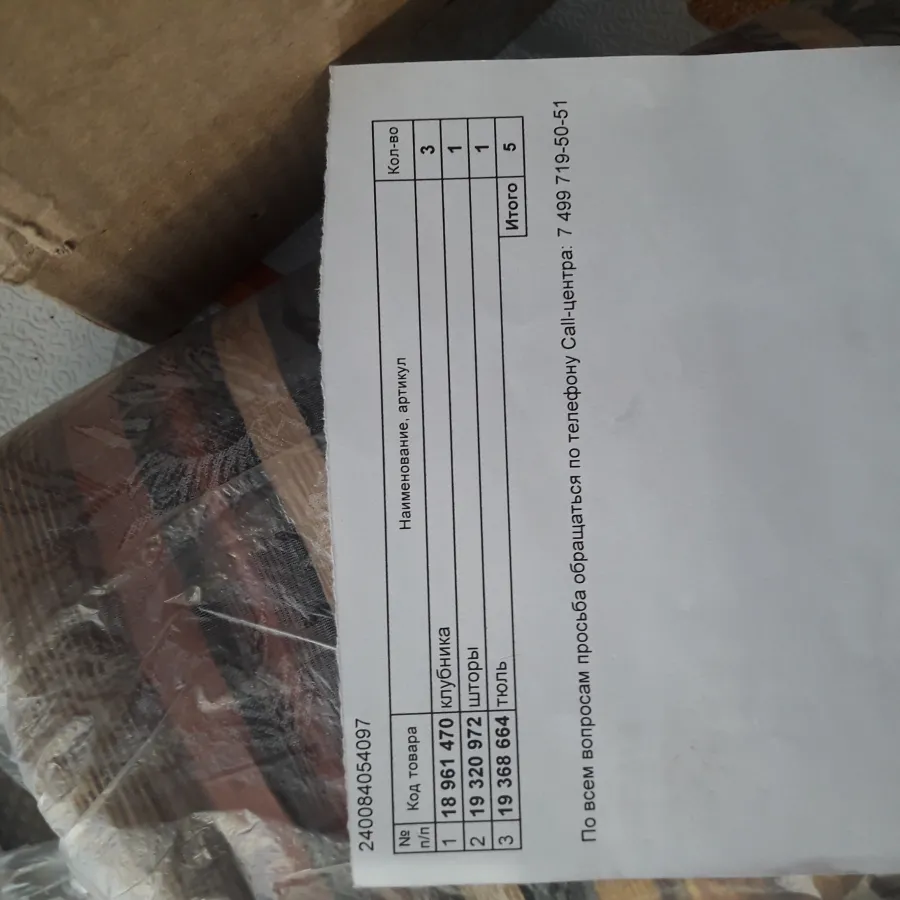 240084054097
№ п/п Код товара Наименование, артикул Кол-во
1 18 961 470 клубника 3
2 19 320 972 шторы 1
3 19 368 664 тюль 1
Итого 5
По всем вопросам просьба обращаться по телефону Call-центра: 7 499 719-50-51